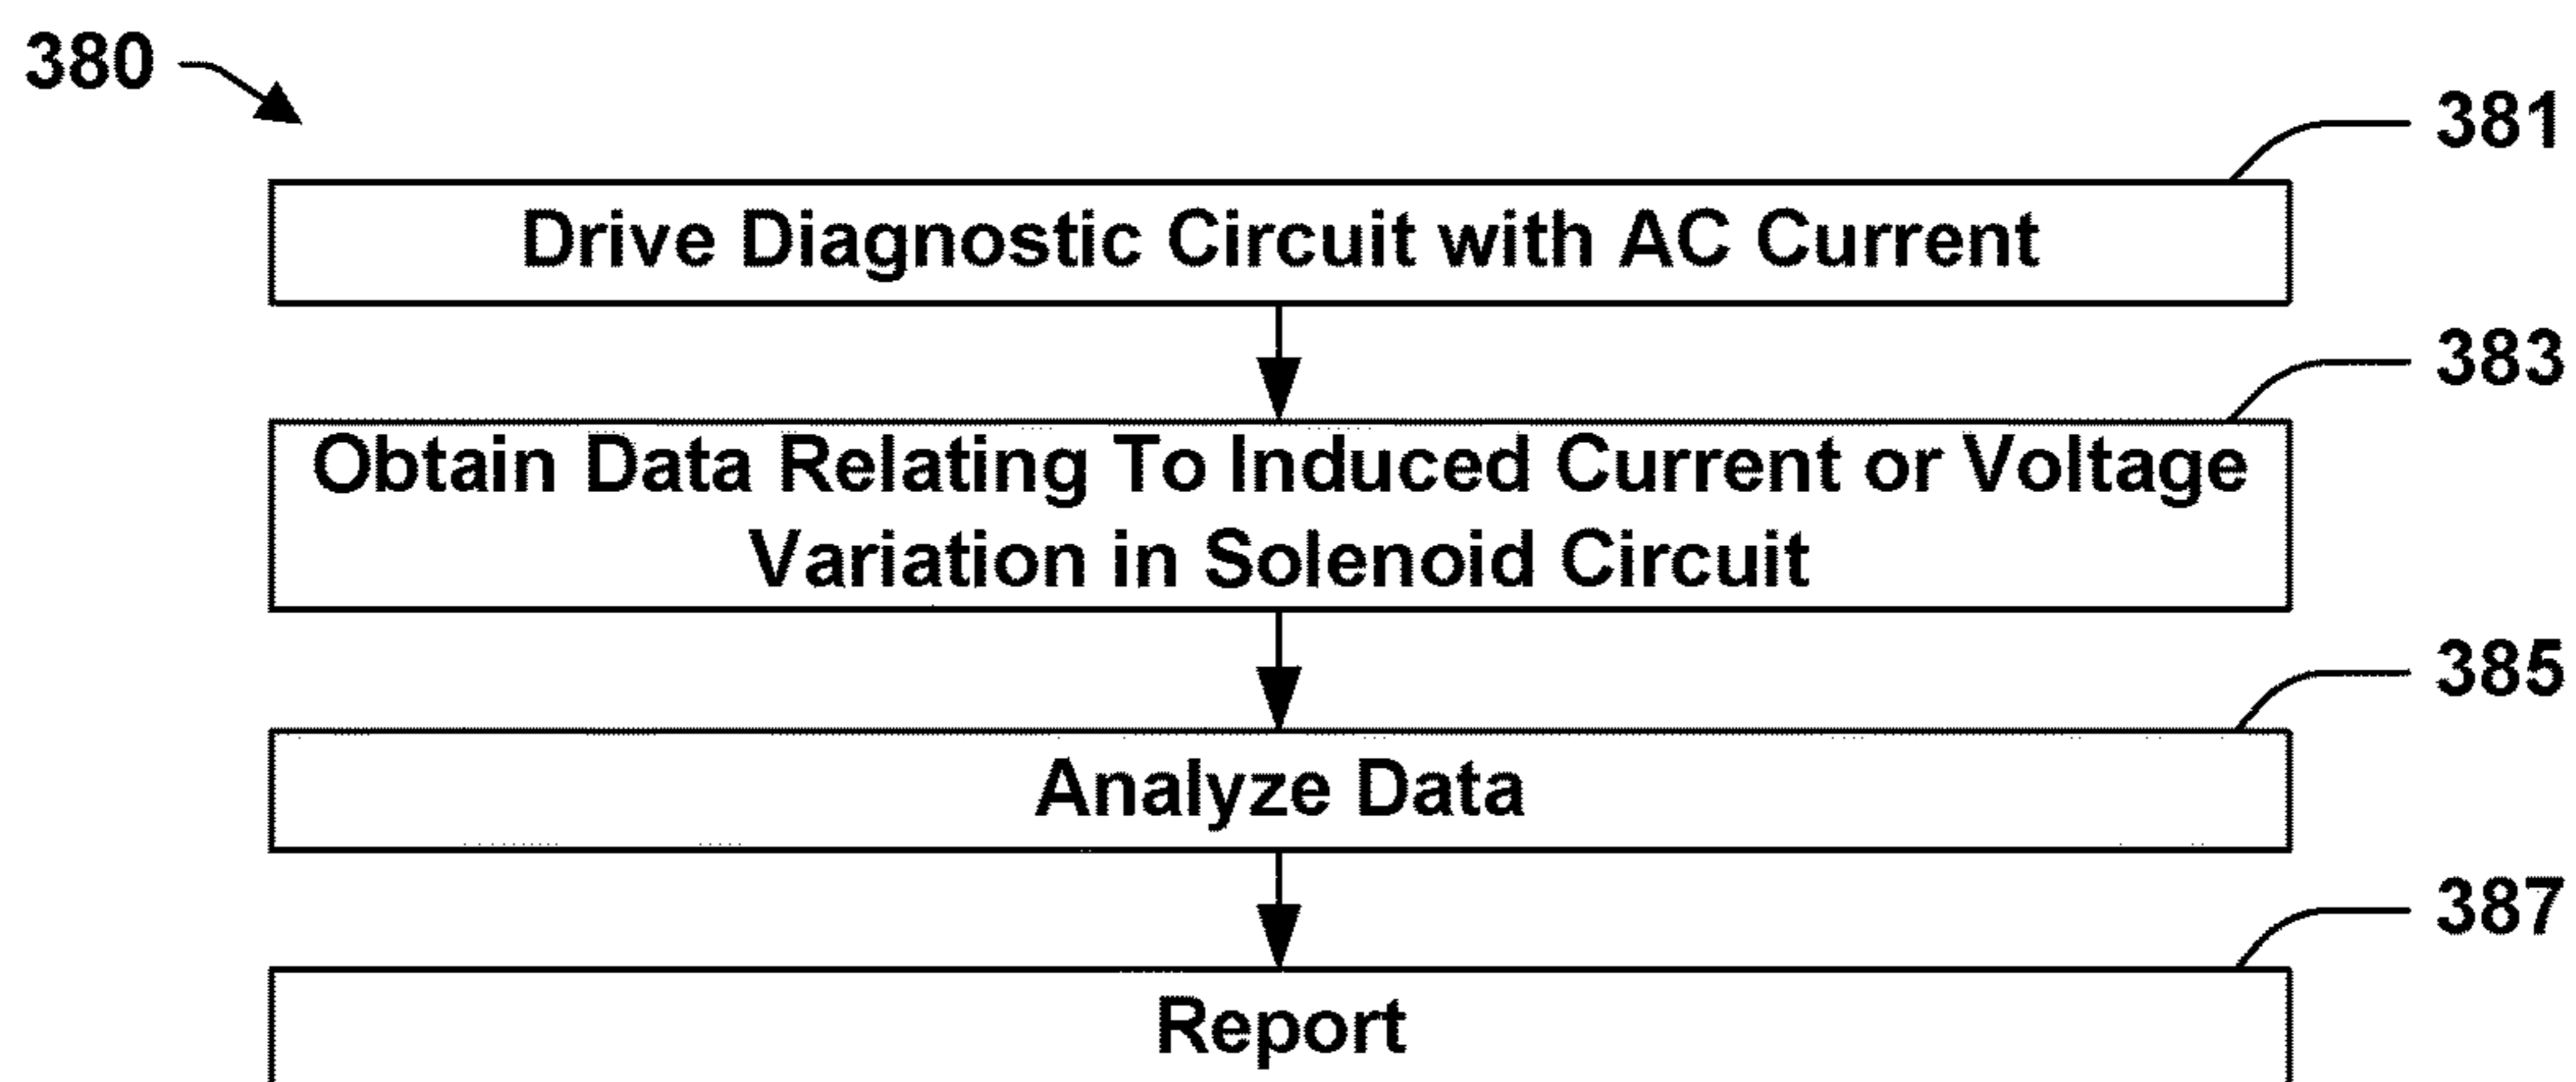 380
381
Drive Diagnostic Circuit with AC Current
383
Obtain Data Relating To Induced Current or Voltage
Variation in Solenoid Circuit
385
Analyze Data
387
Report